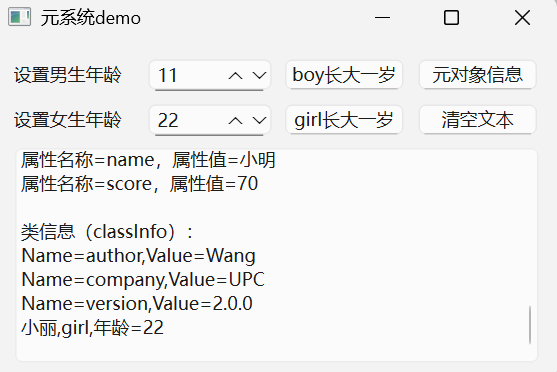 元系统demo
设置男生年龄 11 boy长大一岁 元对象信息
设置女生年龄 22 girl长大一岁 清空文本
属性名称=name，属性值=小明
属性名称=score，属性值=70
类信息（classInfo）：
Name=author,Value=Wang
Name=company,Value=UPC
Name=version,Value=2.0.0
小丽,girl,年龄=22